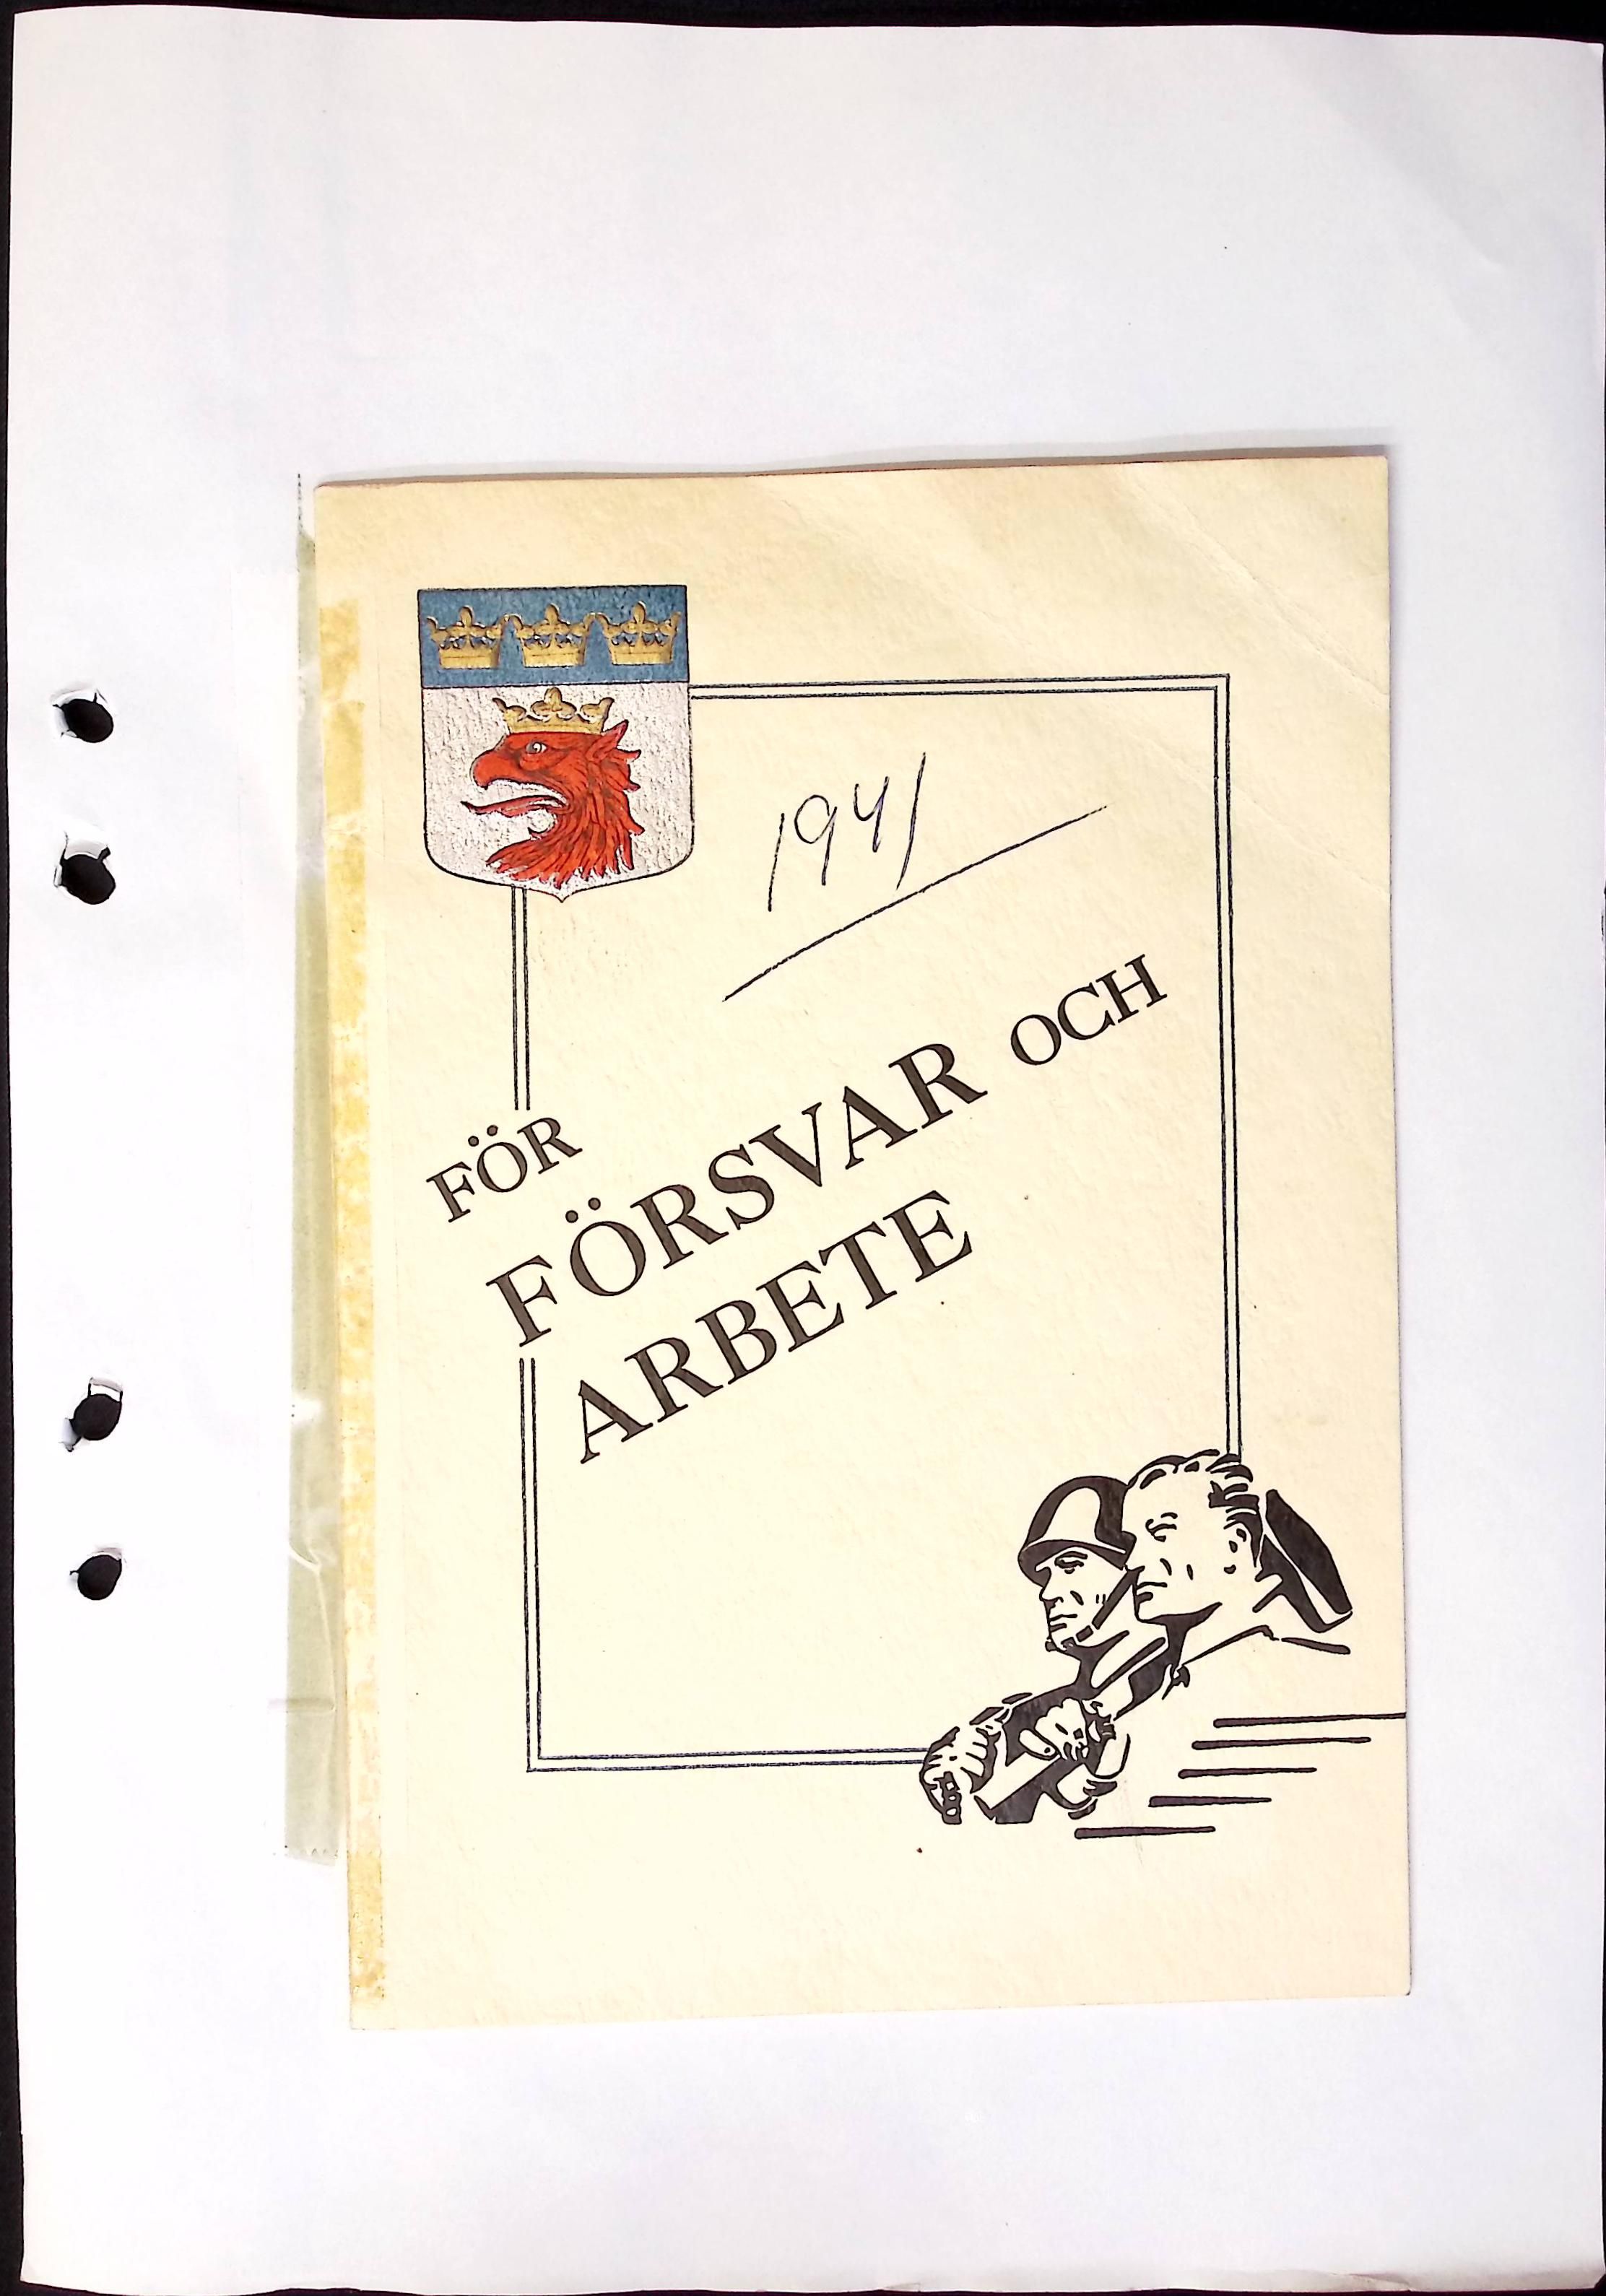 1941
FÖR
FÖRSVAR OCH
ARBETE